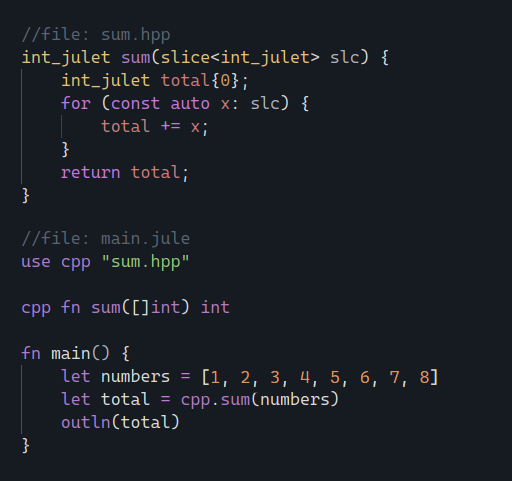 //file: sum.hpp
int_julet sum(slice<int_julet> slc) {
    int_julet total{0};
    for (const auto x: slc) {
        total += x;
    }
    return total;
}

//file: main.jule
use cpp "sum.hpp"

cpp fn sum([]int) int

fn main() {
    let numbers = [1, 2, 3, 4, 5, 6, 7, 8]
    let total = cpp.sum(numbers)
    outln(total)
}